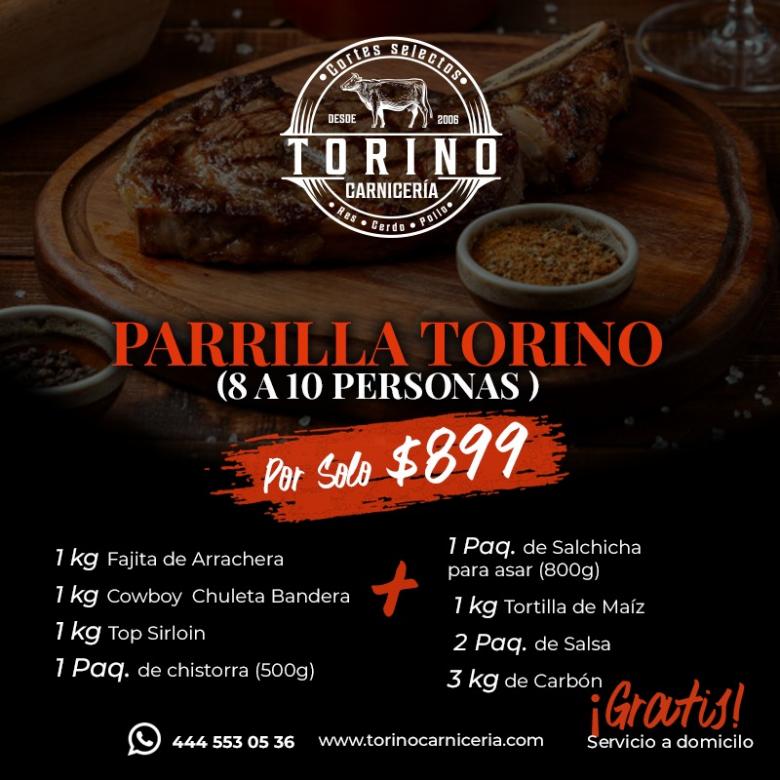 Cortes Selectos
DESDE 2006
TORINO
CARNICERÍA
Res • Cerdo • Pollo
PARRILLA TORINO
(8 A 10 PERSONAS )
Por Solo $899
1 kg Fajita de Arrachera
1 kg Cowboy Chuleta Bandera
1 kg Top Sirloin
1 Paq. de chistorra (500g)
+
1 Paq. de Salchicha
para asar (800g)
1 kg Tortilla de Maíz
2 Paq. de Salsa
3 kg de Carbón
¡Gratis!
Servicio a domicilo
444 553 05 36 www.torinocarniceria.com